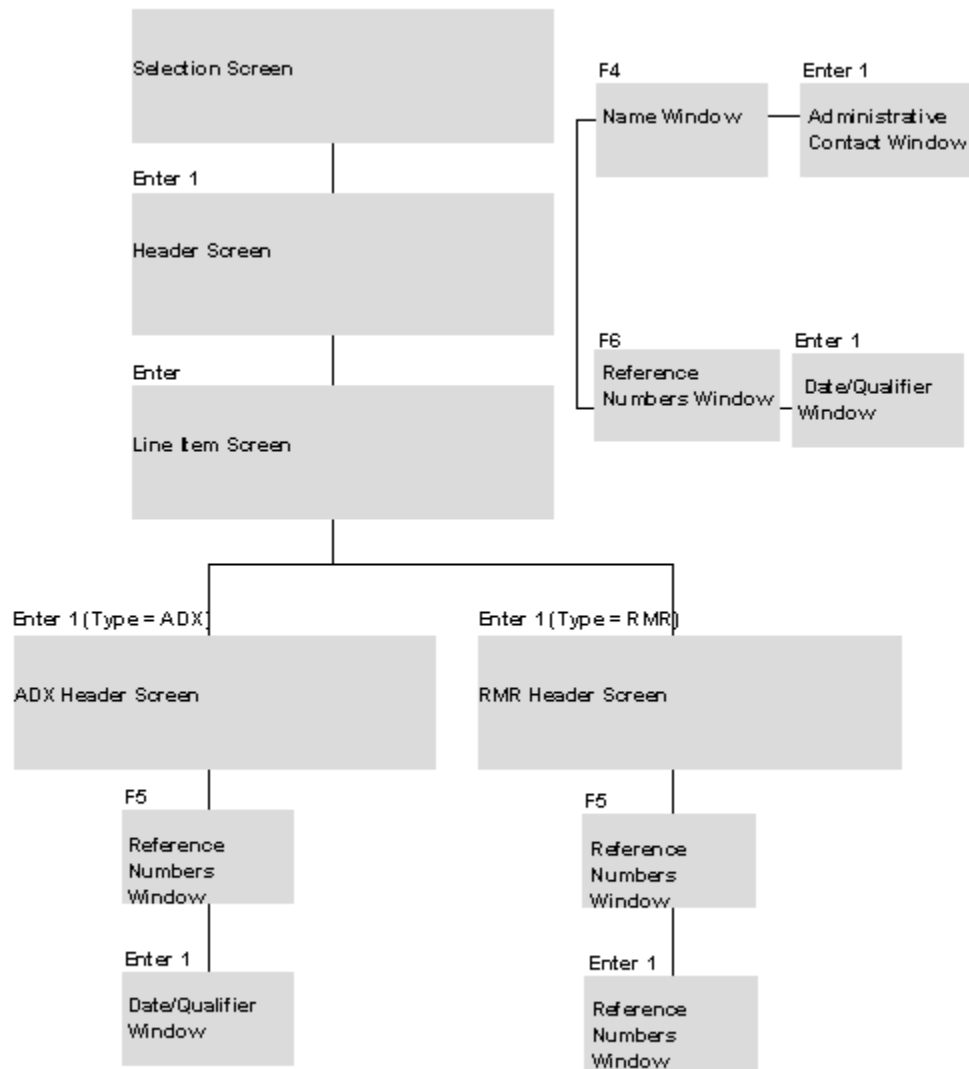 Selection Screen
Enter 1
Header Screen
Enter
Line Item Screen
F4
Name Window
Enter 1
Administrative
Contact Window
F6
Reference
Numbers Window
Enter 1
Date/Qualifier
Window
Enter 1 (Type = ADX)
ADX Header Screen
F5
Reference
Numbers
Window
Enter 1
Date/Qualifier
Window
Enter 1 (Type = RMR)
RMR Header Screen
F5
Reference
Numbers
Window
Enter 1
Reference
Numbers
Window